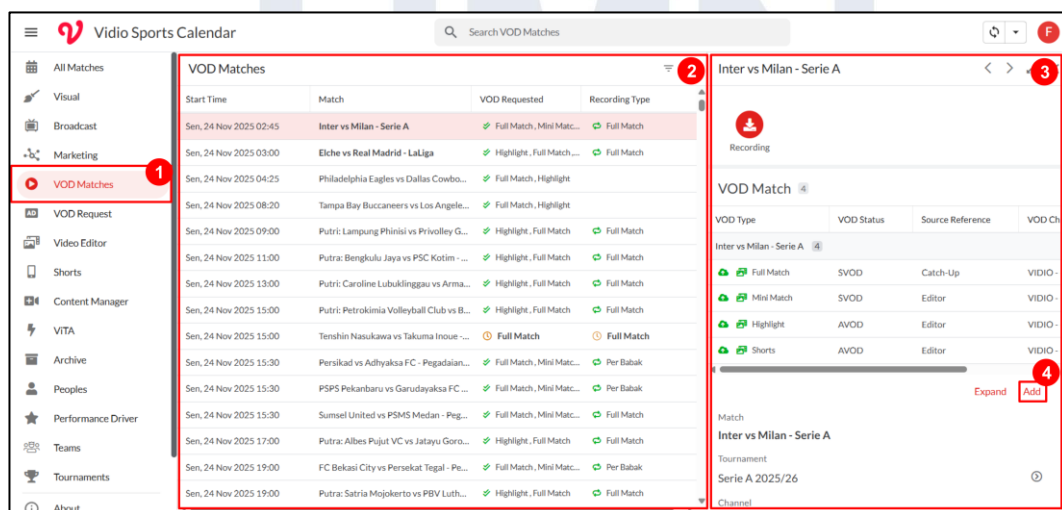 Vidio Sports Calendar
Search VOD Matches
F
All Matches
Visual
Broadcast
Marketing
VOD Matches
1
AD VOD Request
Video Editor
Shorts
Content Manager
ViTA
Archive
Peoples
Performance Driver
Teams
Tournaments
About
VOD Matches
2
Start Time Match VOD Requested Recording Type
Sen, 24 Nov 2025 02:45 Inter vs Milan - Serie A Full Match, Mini Matc... Full Match
Sen, 24 Nov 2025 03:00 Elche vs Real Madrid - LaLiga Highlight, Full Match,... Full Match
Sen, 24 Nov 2025 04:25 Philadelphia Eagles vs Dallas Cowbo... Full Match, Highlight
Sen, 24 Nov 2025 08:20 Tampa Bay Buccaneers vs Los Angele... Full Match, Highlight
Sen, 24 Nov 2025 09:00 Putri: Lampung Phinisi vs Privolley G... Highlight, Full Match Full Match
Sen, 24 Nov 2025 11:00 Putra: Bengkulu Jaya vs PSC Kotim - ... Highlight, Full Match Full Match
Sen, 24 Nov 2025 13:00 Putri: Caroline Lubuklinggau vs Arma... Highlight, Full Match Full Match
Sen, 24 Nov 2025 15:00 Putri: Petrokimia Volleyball Club vs B... Highlight, Full Match Full Match
Sen, 24 Nov 2025 15:00 Tenshin Nasukawa vs Takuma Inoue -... Full Match Full Match
Sen, 24 Nov 2025 15:30 Persikad vs Adhyaksa FC - Pegadaian... Full Match, Mini Matc... Per Babak
Sen, 24 Nov 2025 15:30 PSPS Pekanbaru vs Garudayaksa FC ... Full Match, Mini Matc... Per Babak
Sen, 24 Nov 2025 15:30 Sumsel United vs PSMS Medan - Peg... Full Match, Mini Matc... Per Babak
Sen, 24 Nov 2025 17:00 Putra: Albes Pujut VC vs Jatayu Goro... Highlight, Full Match Full Match
Sen, 24 Nov 2025 19:00 FC Bekasi City vs Persekat Tegal - Pe... Full Match, Mini Matc... Per Babak
Sen, 24 Nov 2025 19:00 Putra: Satria Mojokerto vs PBV Luth... Highlight, Full Match Full Match
Inter vs Milan - Serie A
3
Recording
VOD Match 4
VOD Type VOD Status Source Reference VOD Ch
Inter vs Milan - Serie A 4
Full Match SVOD Catch-Up VIDIO -
Mini Match SVOD Editor VIDIO -
Highlight AVOD Editor VIDIO -
Shorts AVOD Editor VIDIO -
4
Expand Add
Match
Inter vs Milan - Serie A
Tournament
Serie A 2025/26
Channel